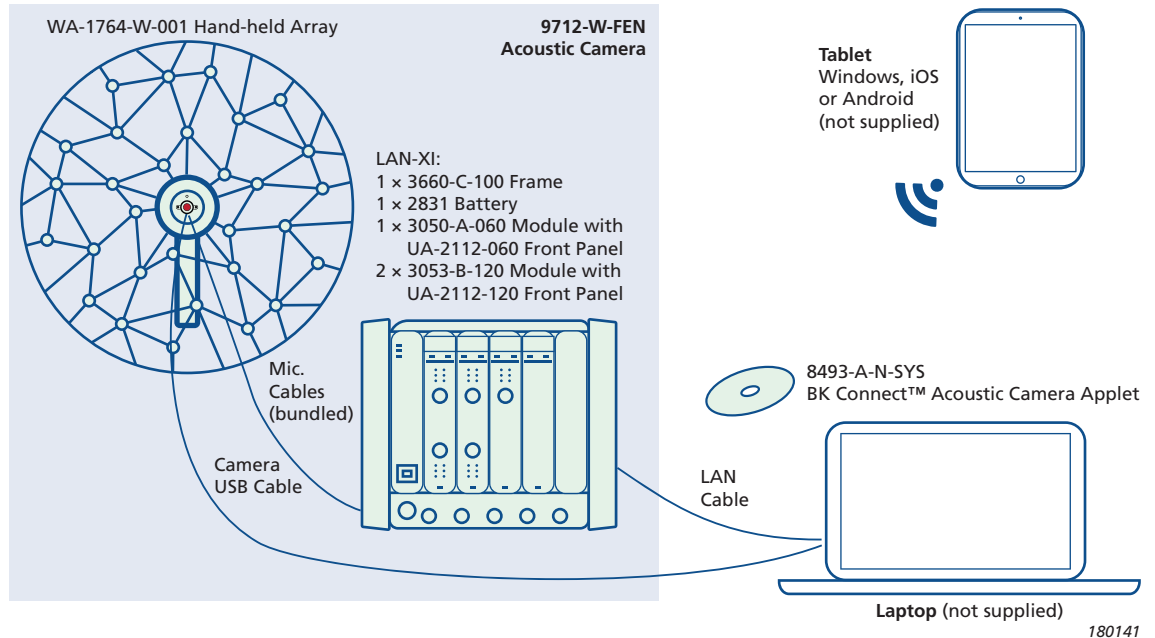 WA-1764-W-001 Hand-held Array
9712-W-FEN
Acoustic Camera
Tablet
Windows, iOS
or Android
(not supplied)
LAN-XI:
1 × 3660-C-100 Frame
1 × 2831 Battery
1 × 3050-A-060 Module with
UA-2112-060 Front Panel
2 × 3053-B-120 Module with
UA-2112-120 Front Panel
Mic.
Cables
(bundled)
Camera
USB Cable
LAN
Cable
8493-A-N-SYS
BK Connect™ Acoustic Camera Applet
Laptop (not supplied)
180141